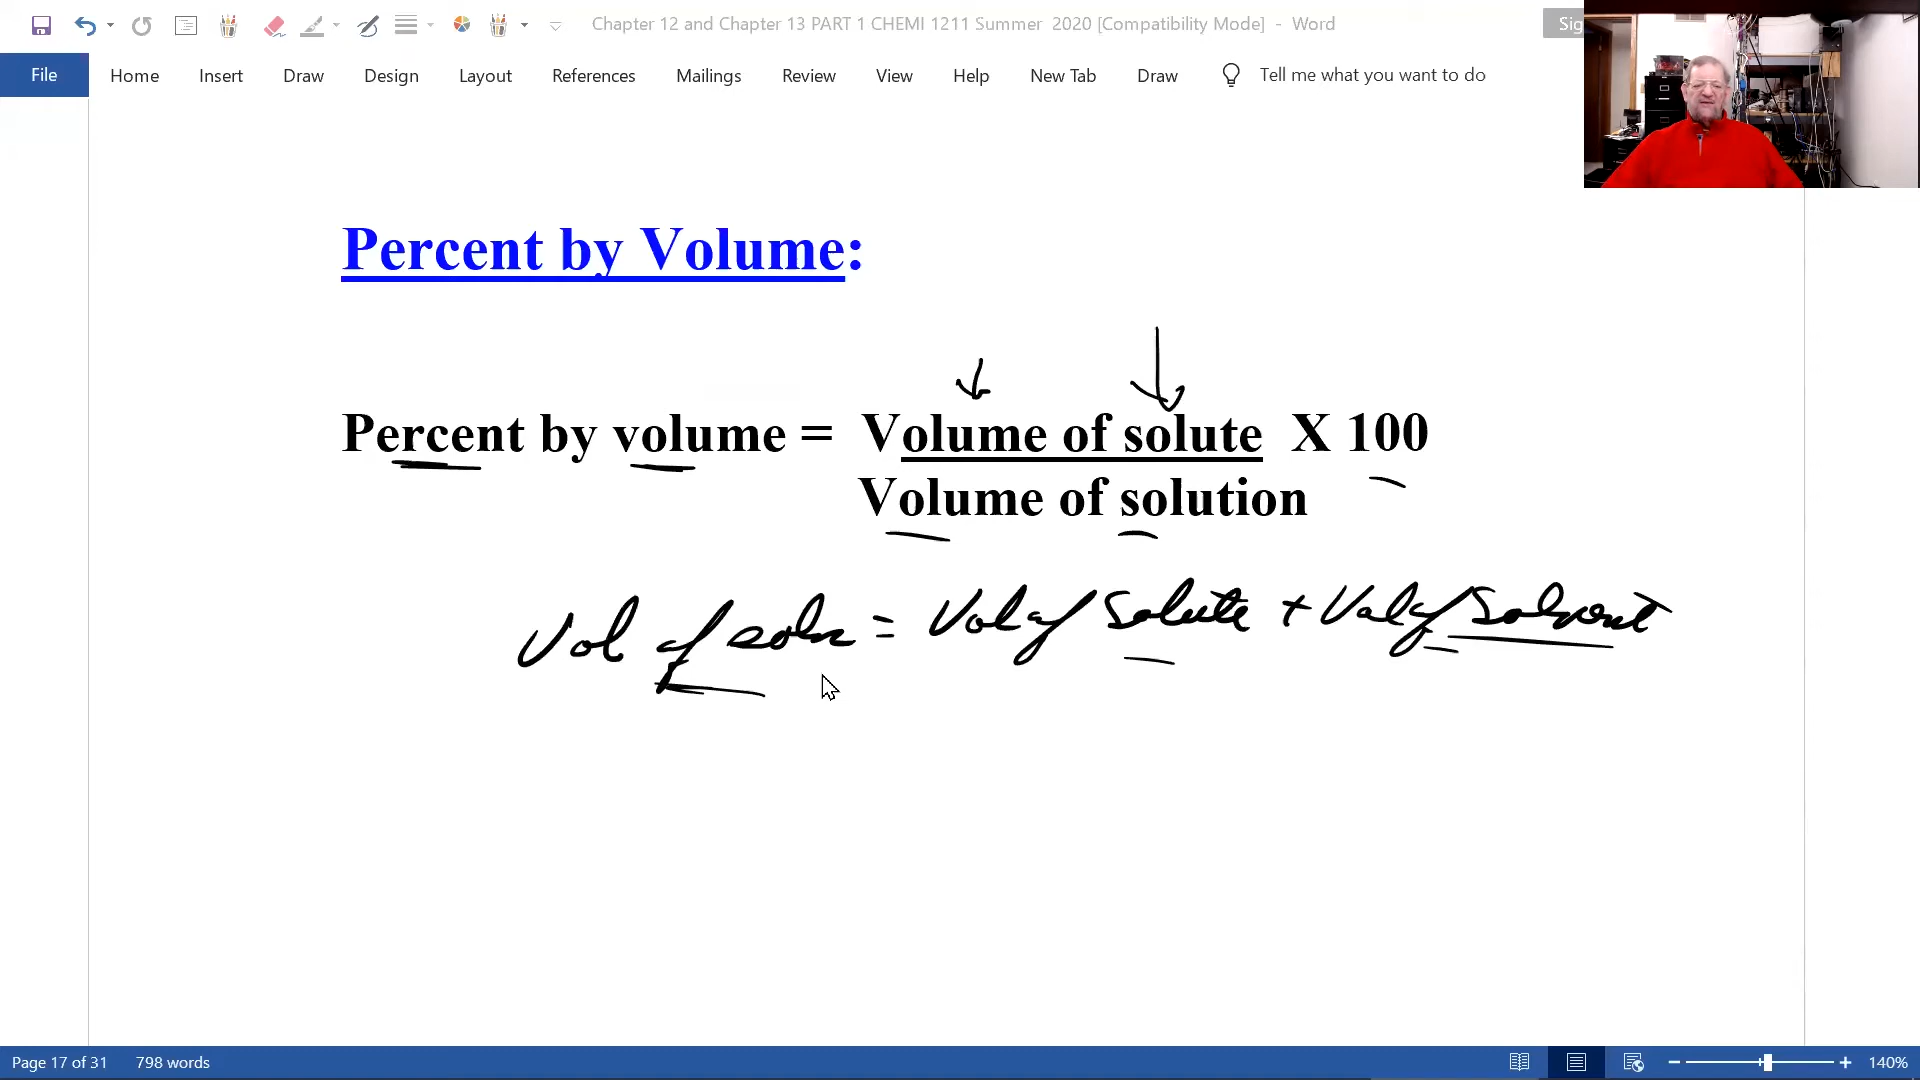 Chapter 12 and Chapter 13 PART 1 CHEMI 1211 Summer 2020 [Compatibility Mode] - Word
Sig
File Home Insert Draw Design Layout References Mailings Review View Help New Tab Draw Tell me what you want to do
Percent by Volume:
Percent by volume = Volume of solute X 100
Volume of solution
Vol of soln = Vol of solute + Vol of Solvent
Page 17 of 31 798 words 140%